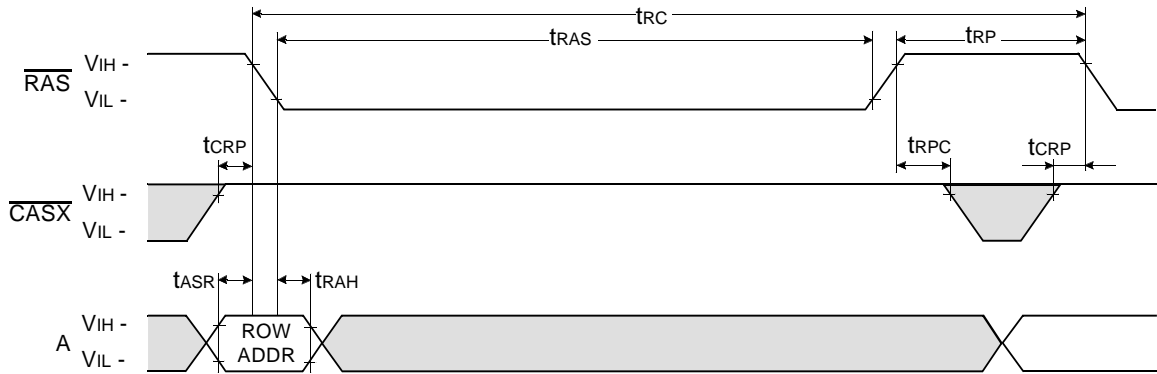 tRC
tRAS
tRP
RAS
VIH -
VIL -
tCRP
tRPC
tCRP
CASX
VIH -
VIL -
tASR
tRAH
A
VIH -
VIL -
ROW
ADDR